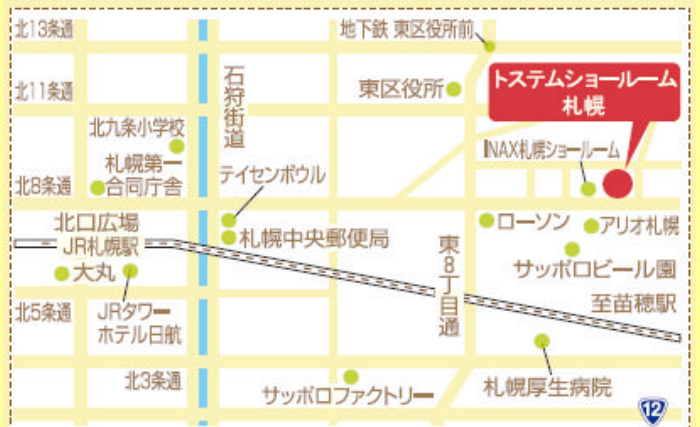 北13条通
地下鉄 東区役所前
北11条通
石狩街道
東区役所
トステムショールーム
札幌
北九条小学校
札幌第一
合同庁舎
テイセンボウル
INAX札幌ショールーム
北8条通
北口広場
JR札幌駅
札幌中央郵便局
東8丁目通
ローソン
アリオ札幌
大丸
サッポロビール園
至苗穂駅
北5条通
JRタワー
ホテル日航
北3条通
サッポロファクトリー
札幌厚生病院
12